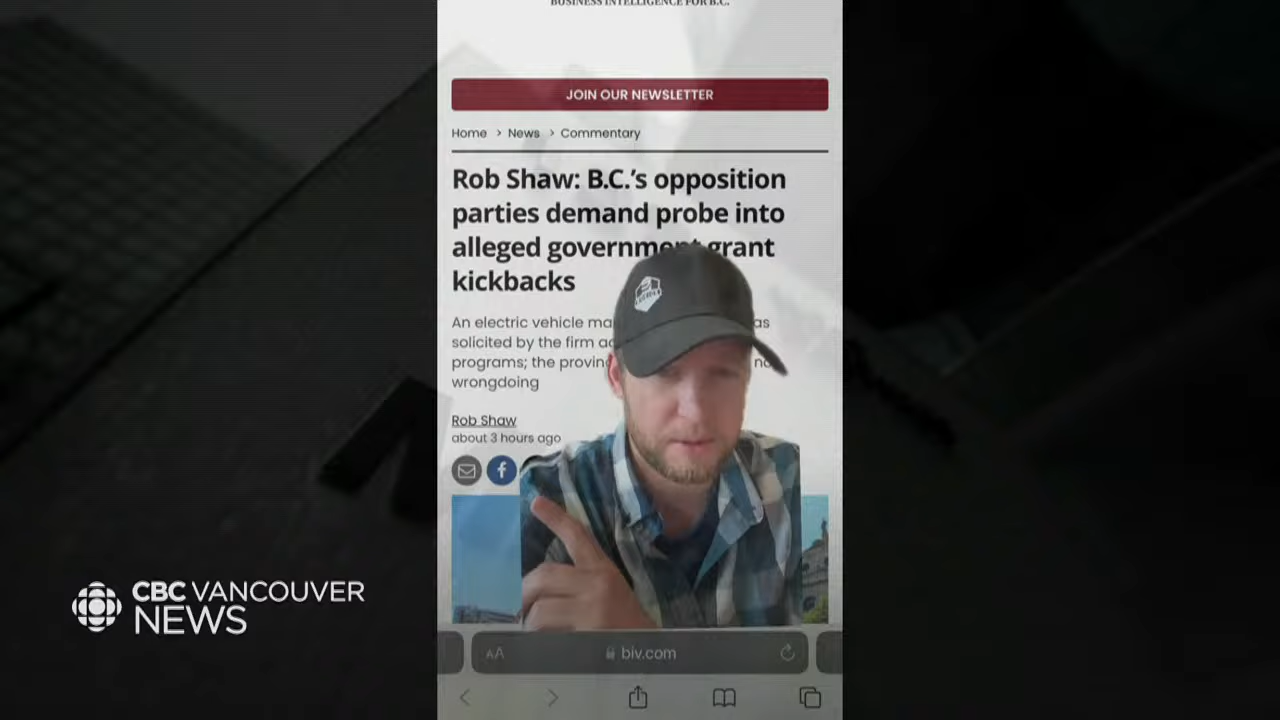 BUSINESS INTELLIGENCE FOR B.C.
JOIN OUR NEWSLETTER
Home > News > Commentary
Rob Shaw: B.C.'s opposition
parties demand probe into
alleged government grant
kickbacks
An electric vehicle ma as
solicited by the firm
programs; the
wrongdoing
Rob Shaw
about 3 hours ago
CBC VANCOUVER
NEWS
AA biv.com